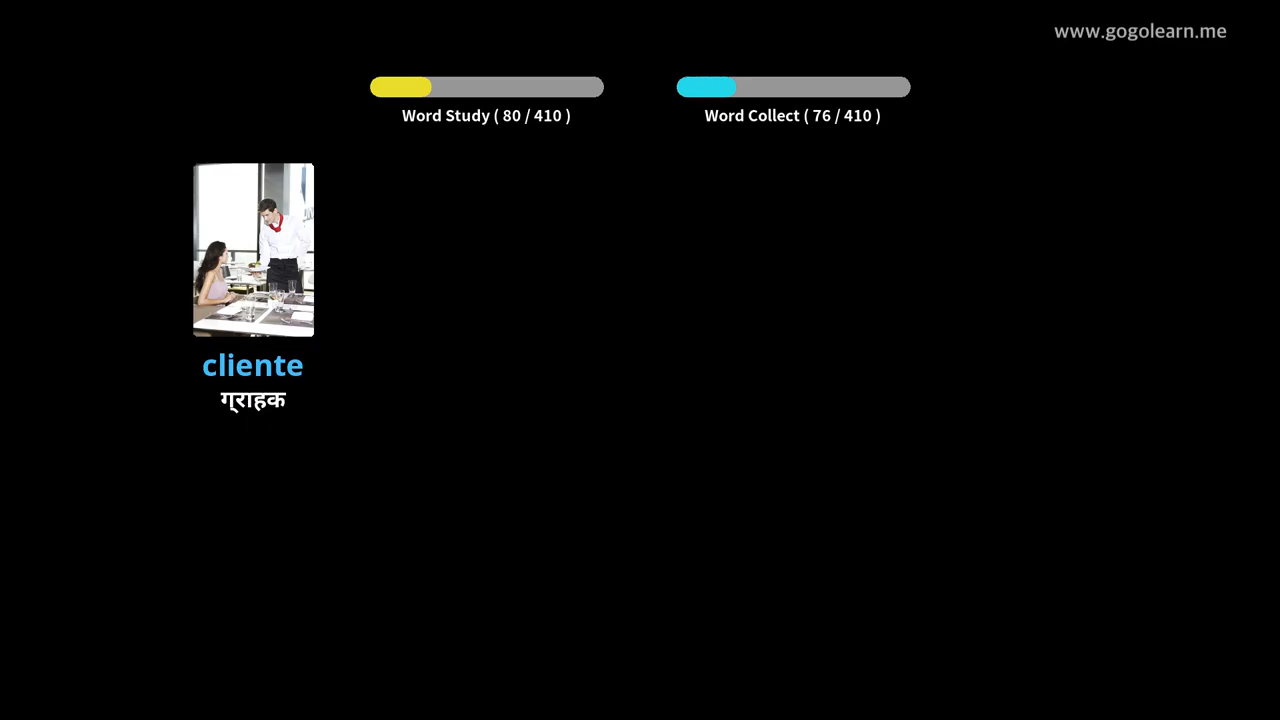 www.gogolearn.me
Word Study ( 80 / 410 )
Word Collect ( 76 / 410 )
cliente
ग्राहक